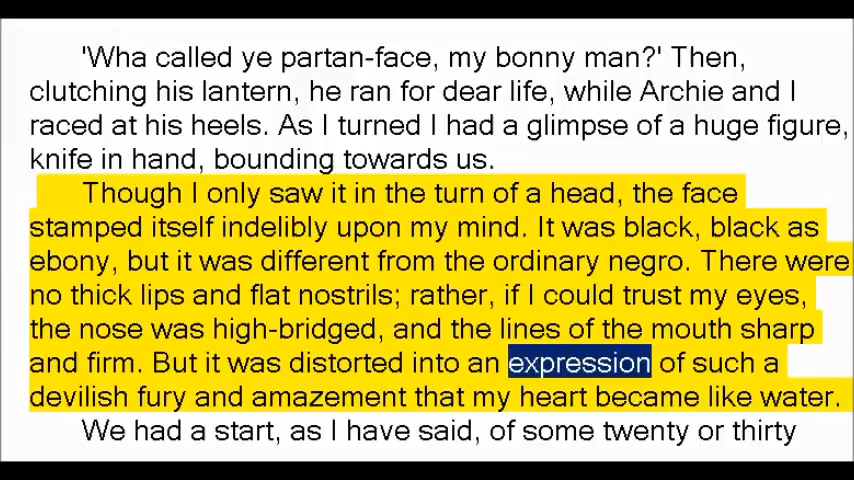 'Wha called ye partan-face, my bonny man?' Then,
clutching his lantern, he ran for dear life, while Archie and I
raced at his heels. As I turned I had a glimpse of a huge figure,
knife in hand, bounding towards us.
Though I only saw it in the turn of a head, the face
stamped itself indelibly upon my mind. It was black, black as
ebony, but it was different from the ordinary negro. There were
no thick lips and flat nostrils; rather, if I could trust my eyes,
the nose was high-bridged, and the lines of the mouth sharp
and firm. But it was distorted into an expression of such a
devilish fury and amazement that my heart became like water.
We had a start, as I have said, of some twenty or thirty